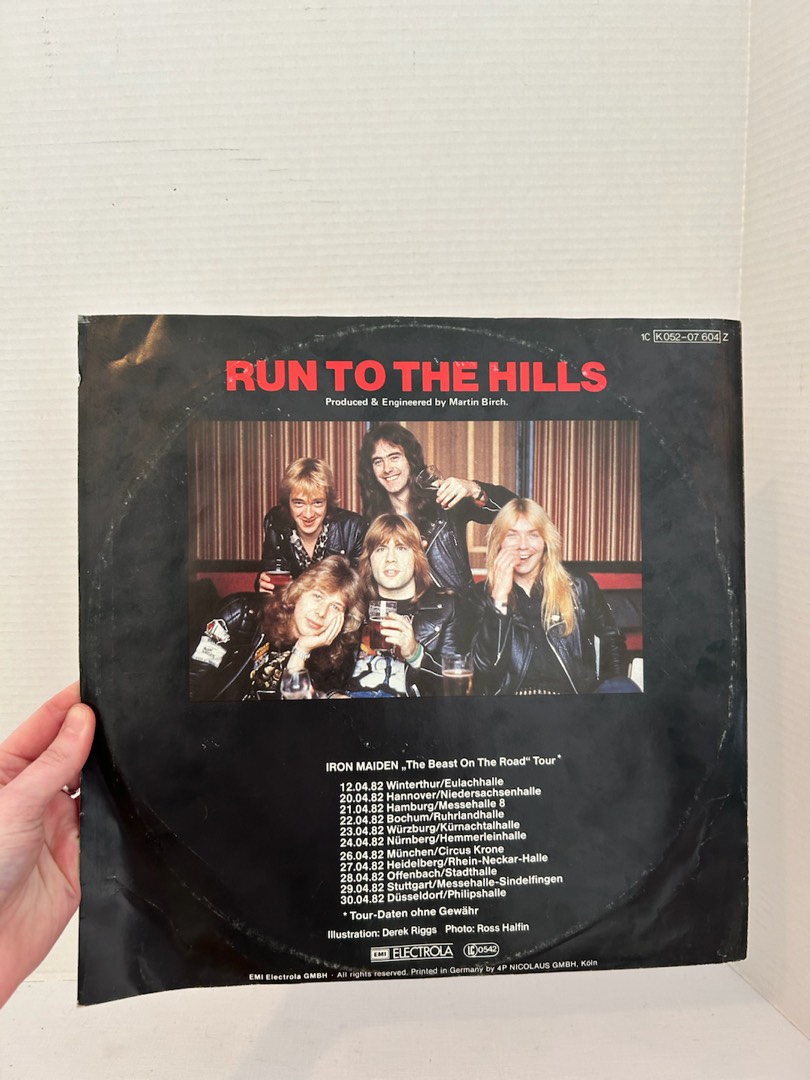 1C K 052-07 604 Z
RUN TO THE HILLS
Produced & Engineered by Martin Birch.
IRON MAIDEN „The Beast On The Road“ Tour*
12.04.82 Winterthur/Eulachhalle
20.04.82 Hannover/Niedersachsenhalle
21.04.82 Hamburg/Messehalle 8
22.04.82 Bochum/Ruhrlandhalle
23.04.82 Würzburg/Kürnachtalhalle
24.04.82 Nürnberg/Hemmerleinhalle
26.04.82 München/Circus Krone
27.04.82 Heidelberg/Rhein-Neckar-Halle
28.04.82 Offenbach/Stadthalle
29.04.82 Stuttgart/Messehalle-Sindelfingen
30.04.82 Düsseldorf/Philipshalle
* Tour-Daten ohne Gewähr
Illustration: Derek Riggs Photo: Ross Halfin
EMI ELECTROLA LC 0542
EMI Electrola GMBH · All rights reserved. Printed in Germany by 4P NICOLAUS GMBH, Köln